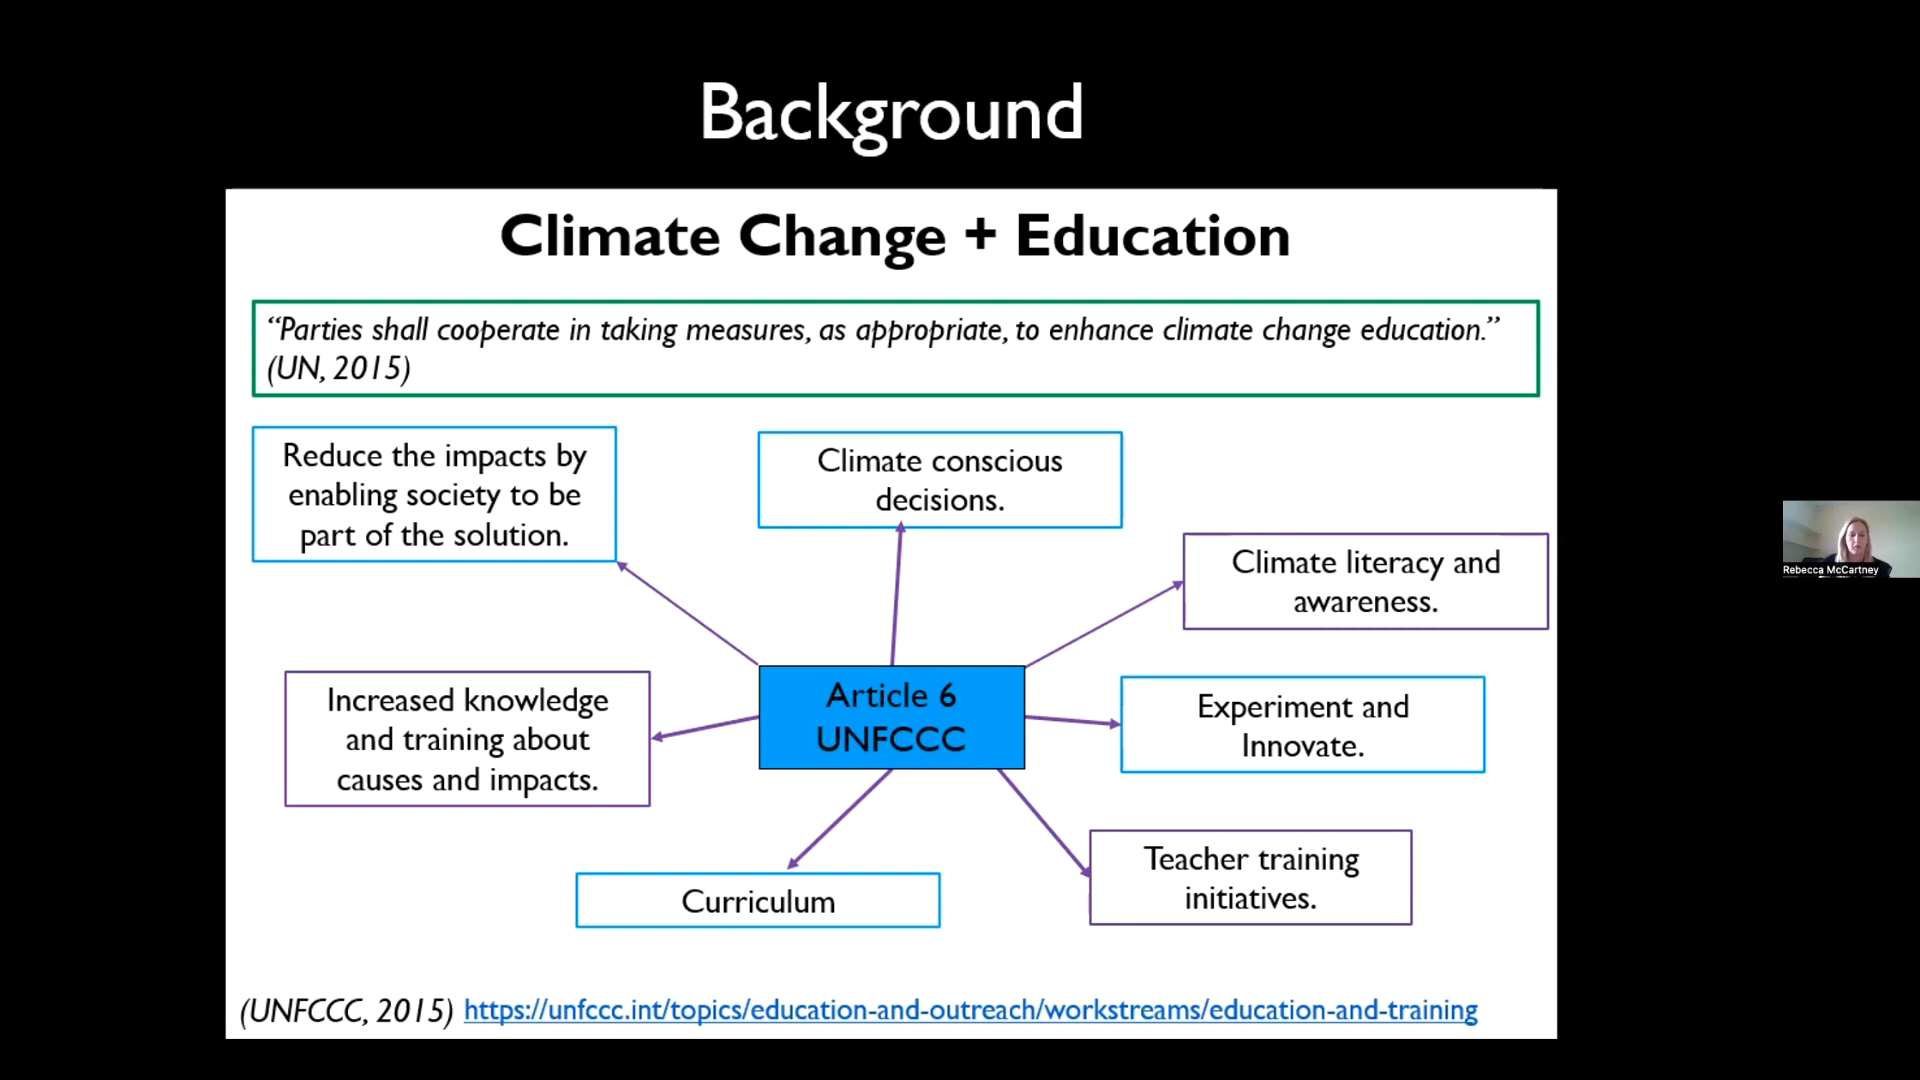 Background
Climate Change + Education
“Parties shall cooperate in taking measures, as appropriate, to enhance climate change education.”
(UN, 2015)
Reduce the impacts by
enabling society to be
part of the solution.
Climate conscious
decisions.
Climate literacy and
awareness.
Increased knowledge
and training about
causes and impacts.
Article 6
UNFCCC
Experiment and
Innovate.
Curriculum
Teacher training
initiatives.
(UNFCCC, 2015) https://unfccc.int/topics/education-and-outreach/workstreams/education-and-training
Rebecca McCartney